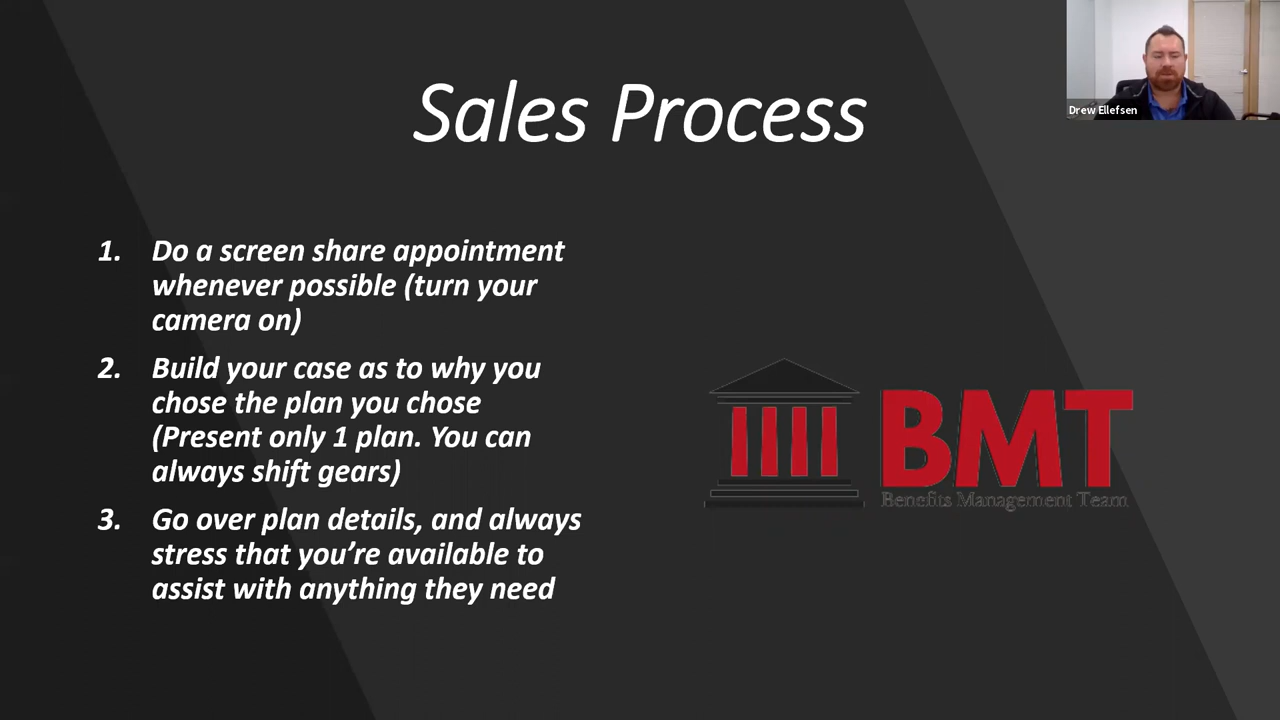 Sales Process
Drew Ellefsen
1. Do a screen share appointment
whenever possible (turn your
camera on)
2. Build your case as to why you
chose the plan you chose
(Present only 1 plan. You can
always shift gears)
3. Go over plan details, and always
stress that you’re available to
assist with anything they need
BMT
Benefits Management Team